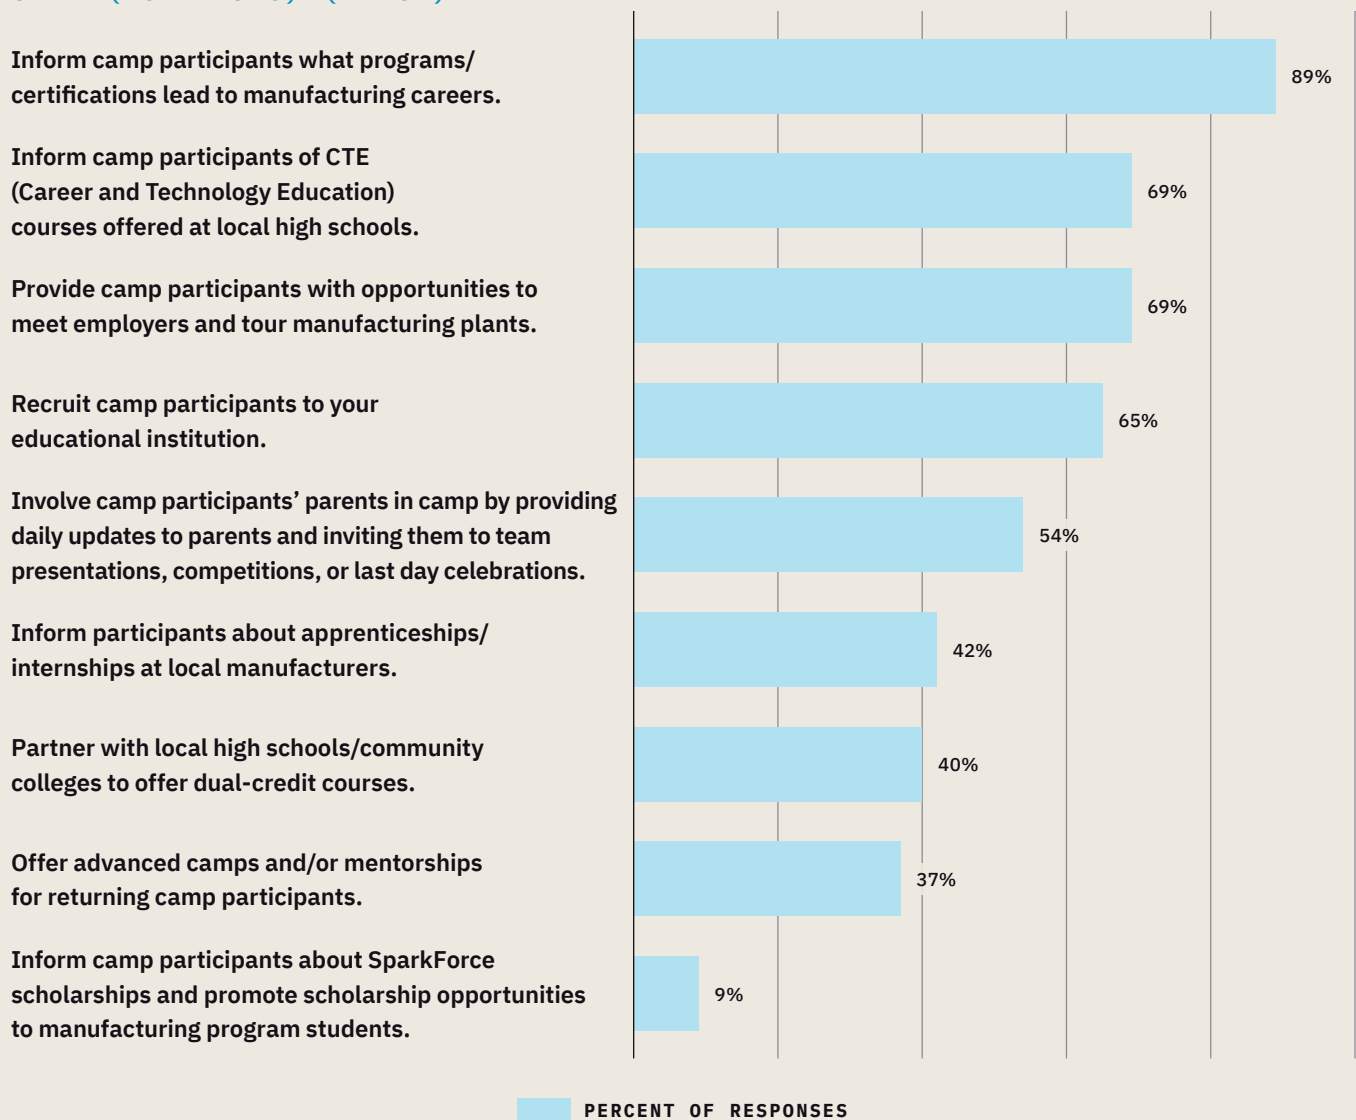 Inform camp participants what programs/
certifications lead to manufacturing careers.
89%
Inform camp participants of CTE
(Career and Technology Education)
courses offered at local high schools.
69%
Provide camp participants with opportunities to
meet employers and tour manufacturing plants.
69%
Recruit camp participants to your
educational institution.
65%
Involve camp participants’ parents in camp by providing
daily updates to parents and inviting them to team
presentations, competitions, or last day celebrations.
54%
Inform participants about apprenticeships/
internships at local manufacturers.
42%
Partner with local high schools/community
colleges to offer dual-credit courses.
40%
Offer advanced camps and/or mentorships
for returning camp participants.
37%
Inform camp participants about SparkForce
scholarships and promote scholarship opportunities
to manufacturing program students.
9%
PERCENT OF RESPONSES